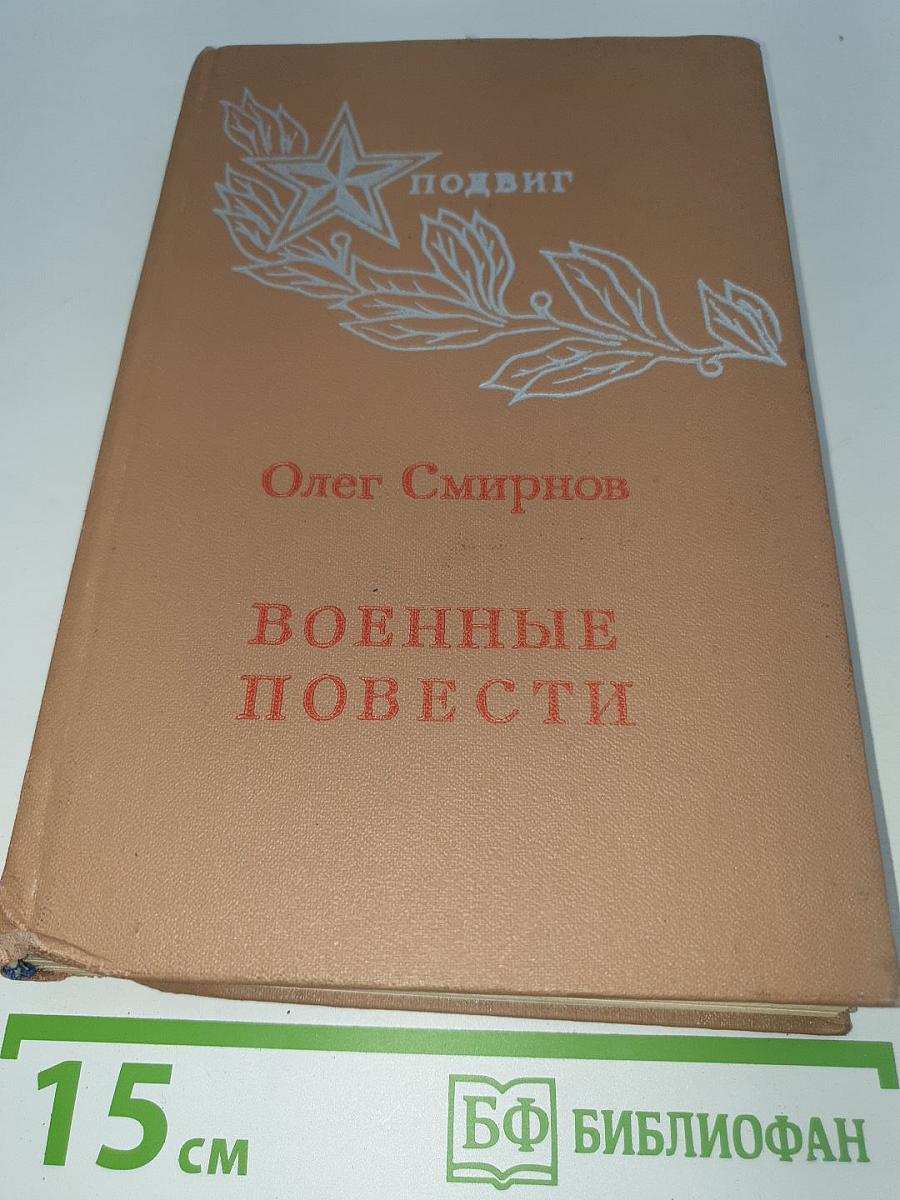 ПОДВИГ
Олег Смирнов
ВОЕННЫЕ
ПОВЕСТИ
15 см
БФ БИБЛИОФАН